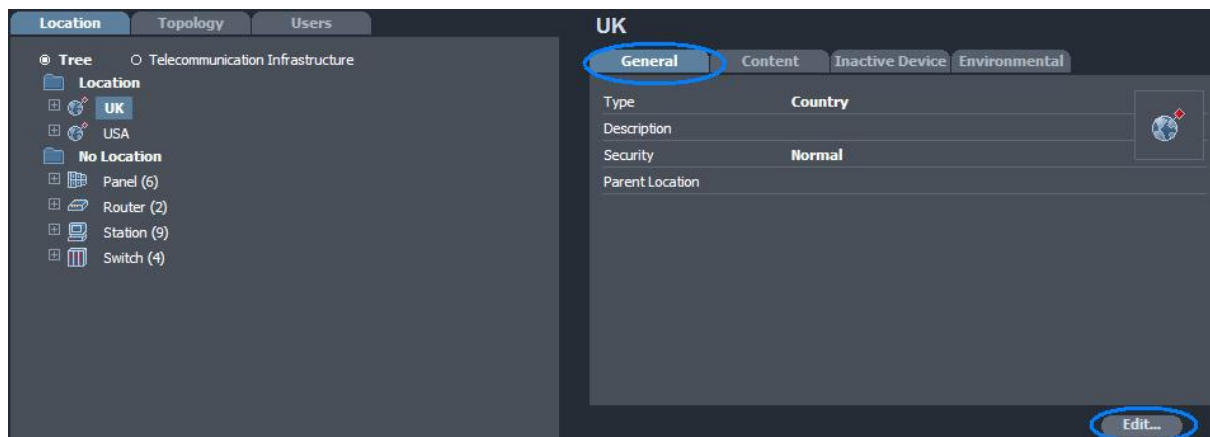 Location Topology Users
Tree Telecommunication Infrastructure
Location
UK
USA
No Location
Panel (6)
Router (2)
Station (9)
Switch (4)
UK
General Content Inactive Device Environmental
Type Country
Description
Security Normal
Parent Location
Edit...